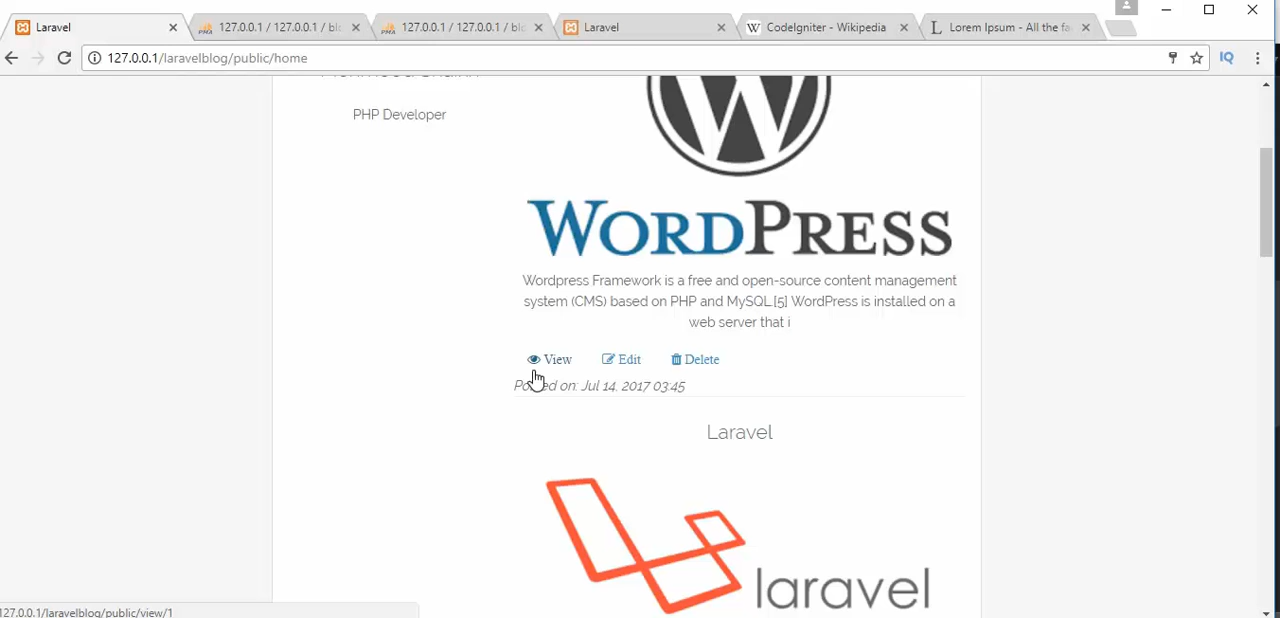 Laravel
127.0.0.1 / 127.0.0.1 / bl
127.0.0.1 / 127.0.0.1 / blc
Laravel
W CodeIgniter - Wikipedia
L Lorem Ipsum - All the fa
127.0.0.1/laravelblog/public/home
IQ
PHP Developer
WORDPRESS
Wordpress Framework is a free and open-source content management
system (CMS) based on PHP and MySQL.[5] WordPress is installed on a
web server that i
View Edit Delete
Posted on: Jul 14, 2017 03:45
Laravel
laravel
127.0.0.1/laravelblog/public/view/1